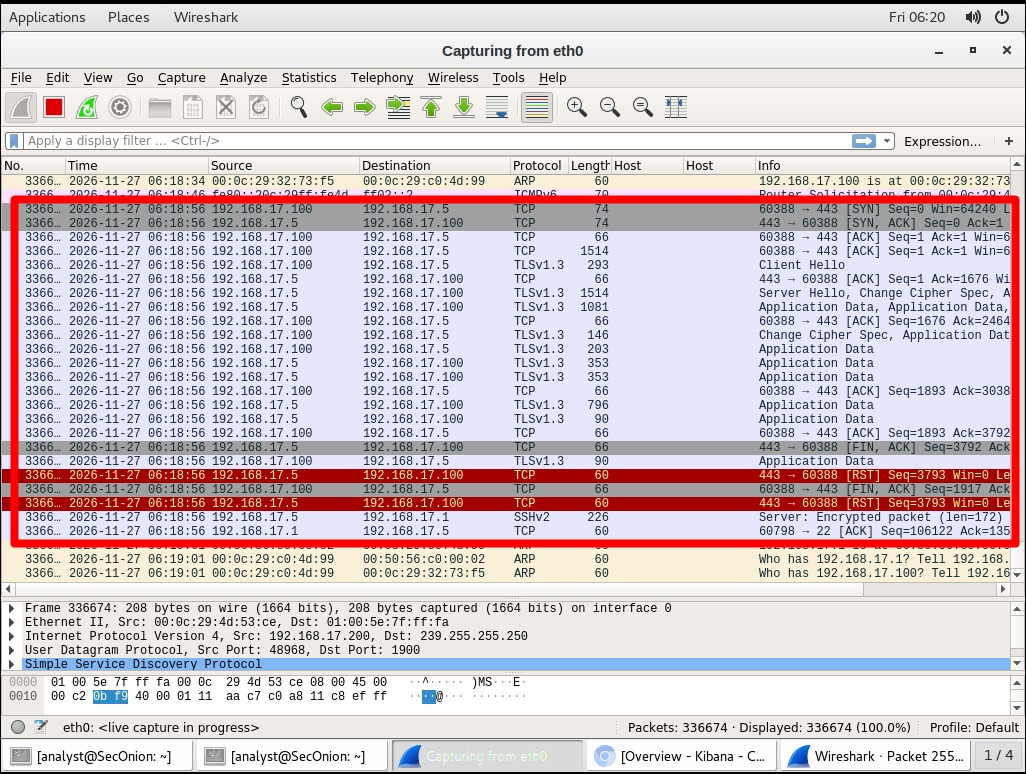 Applications Places Wireshark Fri 06:20
Capturing from eth0
File Edit View Go Capture Analyze Statistics Telephony Wireless Tools Help
Apply a display filter ... <Ctrl-/> Expression... +
No. Time Source Destination Protocol Length Host Host Info
3366… 2026-11-27 06:18:34 00:0c:29:32:73:f5 00:0c:29:c0:4d:99 ARP 60 192.168.17.100 is at 00:0c:29:32:73
3366… 2026-11-27 06:18:46 fe80::20c:29ff:fe4d ff02::2 ICMPv6 70 Router Solicitation from 00:0c:29:4
3366… 2026-11-27 06:18:56 192.168.17.100 192.168.17.5 TCP 74 60388 → 443 [SYN] Seq=0 Win=64240 L
3366… 2026-11-27 06:18:56 192.168.17.5 192.168.17.100 TCP 74 443 → 60388 [SYN, ACK] Seq=0 Ack=1
3366… 2026-11-27 06:18:56 192.168.17.100 192.168.17.5 TCP 66 60388 → 443 [ACK] Seq=1 Ack=1 Win=6
3366… 2026-11-27 06:18:56 192.168.17.100 192.168.17.5 TCP 1514 60388 → 443 [ACK] Seq=1 Ack=1 Win=6
3366… 2026-11-27 06:18:56 192.168.17.100 192.168.17.5 TLSv1.3 293 Client Hello
3366… 2026-11-27 06:18:56 192.168.17.5 192.168.17.100 TCP 66 443 → 60388 [ACK] Seq=1 Ack=1676 Wi
3366… 2026-11-27 06:18:56 192.168.17.5 192.168.17.100 TLSv1.3 1514 Server Hello, Change Cipher Spec, A
3366… 2026-11-27 06:18:56 192.168.17.5 192.168.17.100 TLSv1.3 1081 Application Data, Application Data,
3366… 2026-11-27 06:18:56 192.168.17.100 192.168.17.5 TCP 66 60388 → 443 [ACK] Seq=1676 Ack=2464
3366… 2026-11-27 06:18:56 192.168.17.100 192.168.17.5 TLSv1.3 146 Change Cipher Spec, Application Dat
3366… 2026-11-27 06:18:56 192.168.17.100 192.168.17.5 TLSv1.3 203 Application Data
3366… 2026-11-27 06:18:56 192.168.17.5 192.168.17.100 TLSv1.3 353 Application Data
3366… 2026-11-27 06:18:56 192.168.17.5 192.168.17.100 TLSv1.3 353 Application Data
3366… 2026-11-27 06:18:56 192.168.17.100 192.168.17.5 TCP 66 60388 → 443 [ACK] Seq=1893 Ack=3038
3366… 2026-11-27 06:18:56 192.168.17.5 192.168.17.100 TLSv1.3 796 Application Data
3366… 2026-11-27 06:18:56 192.168.17.5 192.168.17.100 TLSv1.3 90 Application Data
3366… 2026-11-27 06:18:56 192.168.17.100 192.168.17.5 TCP 66 60388 → 443 [ACK] Seq=1893 Ack=3792
3366… 2026-11-27 06:18:56 192.168.17.5 192.168.17.100 TCP 66 443 → 60388 [FIN, ACK] Seq=3792 Ack
3366… 2026-11-27 06:18:56 192.168.17.100 192.168.17.5 TLSv1.3 90 Application Data
3366… 2026-11-27 06:18:56 192.168.17.5 192.168.17.100 TCP 60 443 → 60388 [RST] Seq=3793 Win=0 Le
3366… 2026-11-27 06:18:56 192.168.17.100 192.168.17.5 TCP 66 60388 → 443 [FIN, ACK] Seq=1917 Ack
3366… 2026-11-27 06:18:56 192.168.17.5 192.168.17.100 TCP 60 443 → 60388 [RST] Seq=3793 Win=0 Le
3366… 2026-11-27 06:18:56 192.168.17.5 192.168.17.1 SSHv2 226 Server: Encrypted packet (len=172)
3366… 2026-11-27 06:18:56 192.168.17.1 192.168.17.5 TCP 60 60798 → 22 [ACK] Seq=106122 Ack=135
3366… 2026-11-27 06:19:01 00:0c:29:c0:4d:99 00:50:56:c0:00:02 ARP 60 Who has 192.168.17.1? Tell 192.168.
3366… 2026-11-27 06:19:01 00:0c:29:c0:4d:99 00:0c:29:32:73:f5 ARP 60 Who has 192.168.17.100? Tell 192.16
Frame 336674: 208 bytes on wire (1664 bits), 208 bytes captured (1664 bits) on interface 0
Ethernet II, Src: 00:0c:29:4d:53:ce, Dst: 01:00:5e:7f:ff:fa
Internet Protocol Version 4, Src: 192.168.17.200, Dst: 239.255.255.250
User Datagram Protocol, Src Port: 48968, Dst Port: 1900
Simple Service Discovery Protocol
0000 01 00 5e 7f ff fa 00 0c 29 4d 53 ce 08 00 45 00 ··^····· )MS···E·
0010 00 c2 0b f9 40 00 01 11 aa c7 c0 a8 11 c8 ef ff ····@··· ········
eth0: <live capture in progress> Packets: 336674 · Displayed: 336674 (100.0%) Profile: Default
[analyst@SecOnion: ~] [analyst@SecOnion: ~] Capturing from eth0 [Overview - Kibana - C... Wireshark · Packet 255... 1 / 4